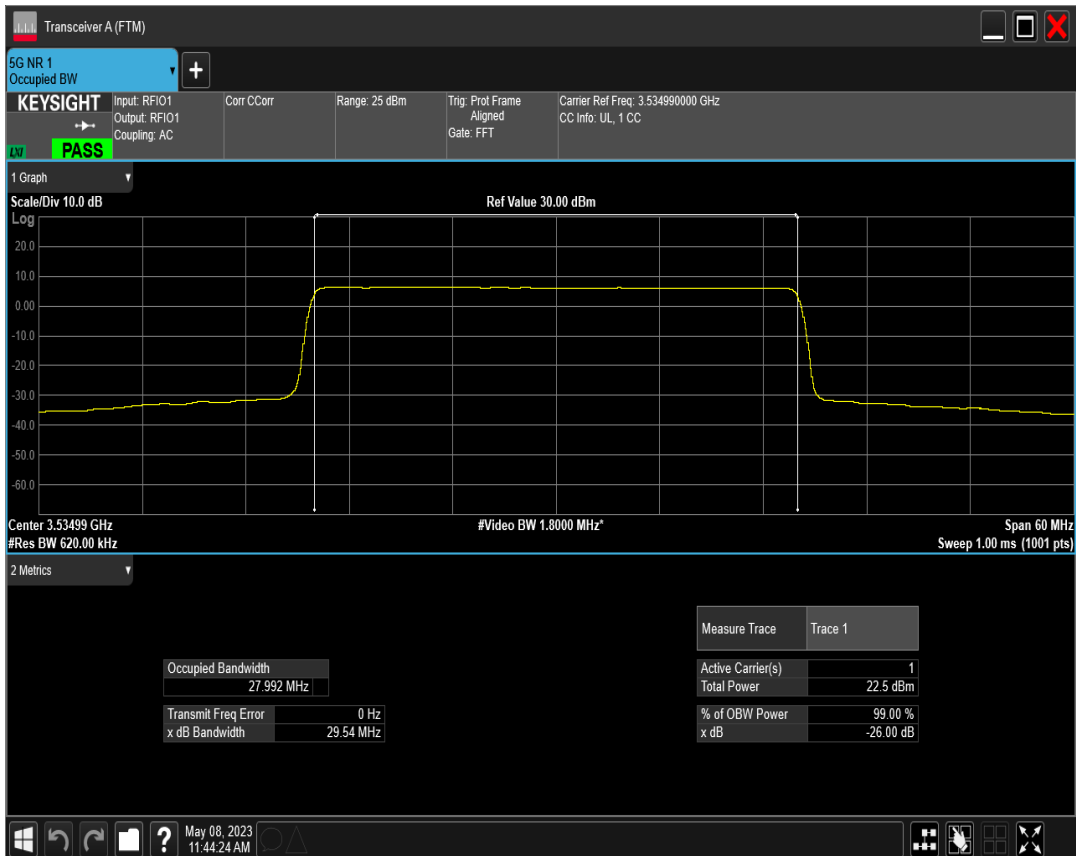 Transceiver A (FTM)
5G NR 1
Occupied BW
+
KEYSIGHT
LXI
PASS
Input: RFIO1
Output: RFIO1
Coupling: AC
Corr CCorr
Range: 25 dBm
Trig: Prot Frame
Aligned
Gate: FFT
Carrier Ref Freq: 3.534990000 GHz
CC Info: UL, 1 CC
1 Graph
Scale/Div 10.0 dB
Ref Value 30.00 dBm
Log
20.0
10.0
0.00
-10.0
-20.0
-30.0
-40.0
-50.0
-60.0
Center 3.53499 GHz
#Video BW 1.8000 MHz*
Span 60 MHz
#Res BW 620.00 kHz
Sweep 1.00 ms (1001 pts)
2 Metrics
Measure Trace Trace 1
Occupied Bandwidth
27.992 MHz
Active Carrier(s) 1
Total Power 22.5 dBm
Transmit Freq Error 0 Hz
x dB Bandwidth 29.54 MHz
% of OBW Power 99.00 %
x dB -26.00 dB
?
May 08, 2023
11:44:24 AM